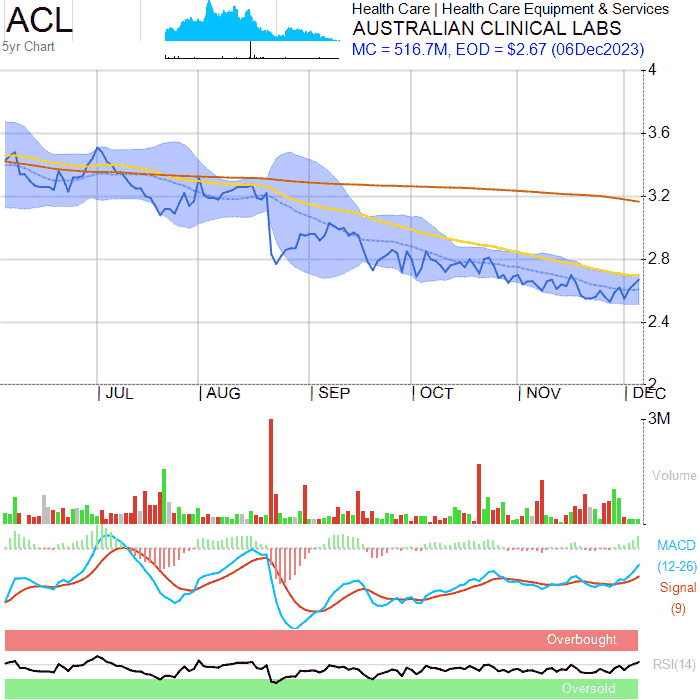 ACL
5yr Chart
Health Care | Health Care Equipment & Services
AUSTRALIAN CLINICAL LABS
MC = 516.7M, EOD = $2.67 (06Dec2023)
4
3.6
3.2
2.8
2.4
2
JUL
AUG
SEP
OCT
NOV
DEC
3M
Volume
MACD
(12-26)
Signal
(9)
Overbought
RSI(14)
Oversold